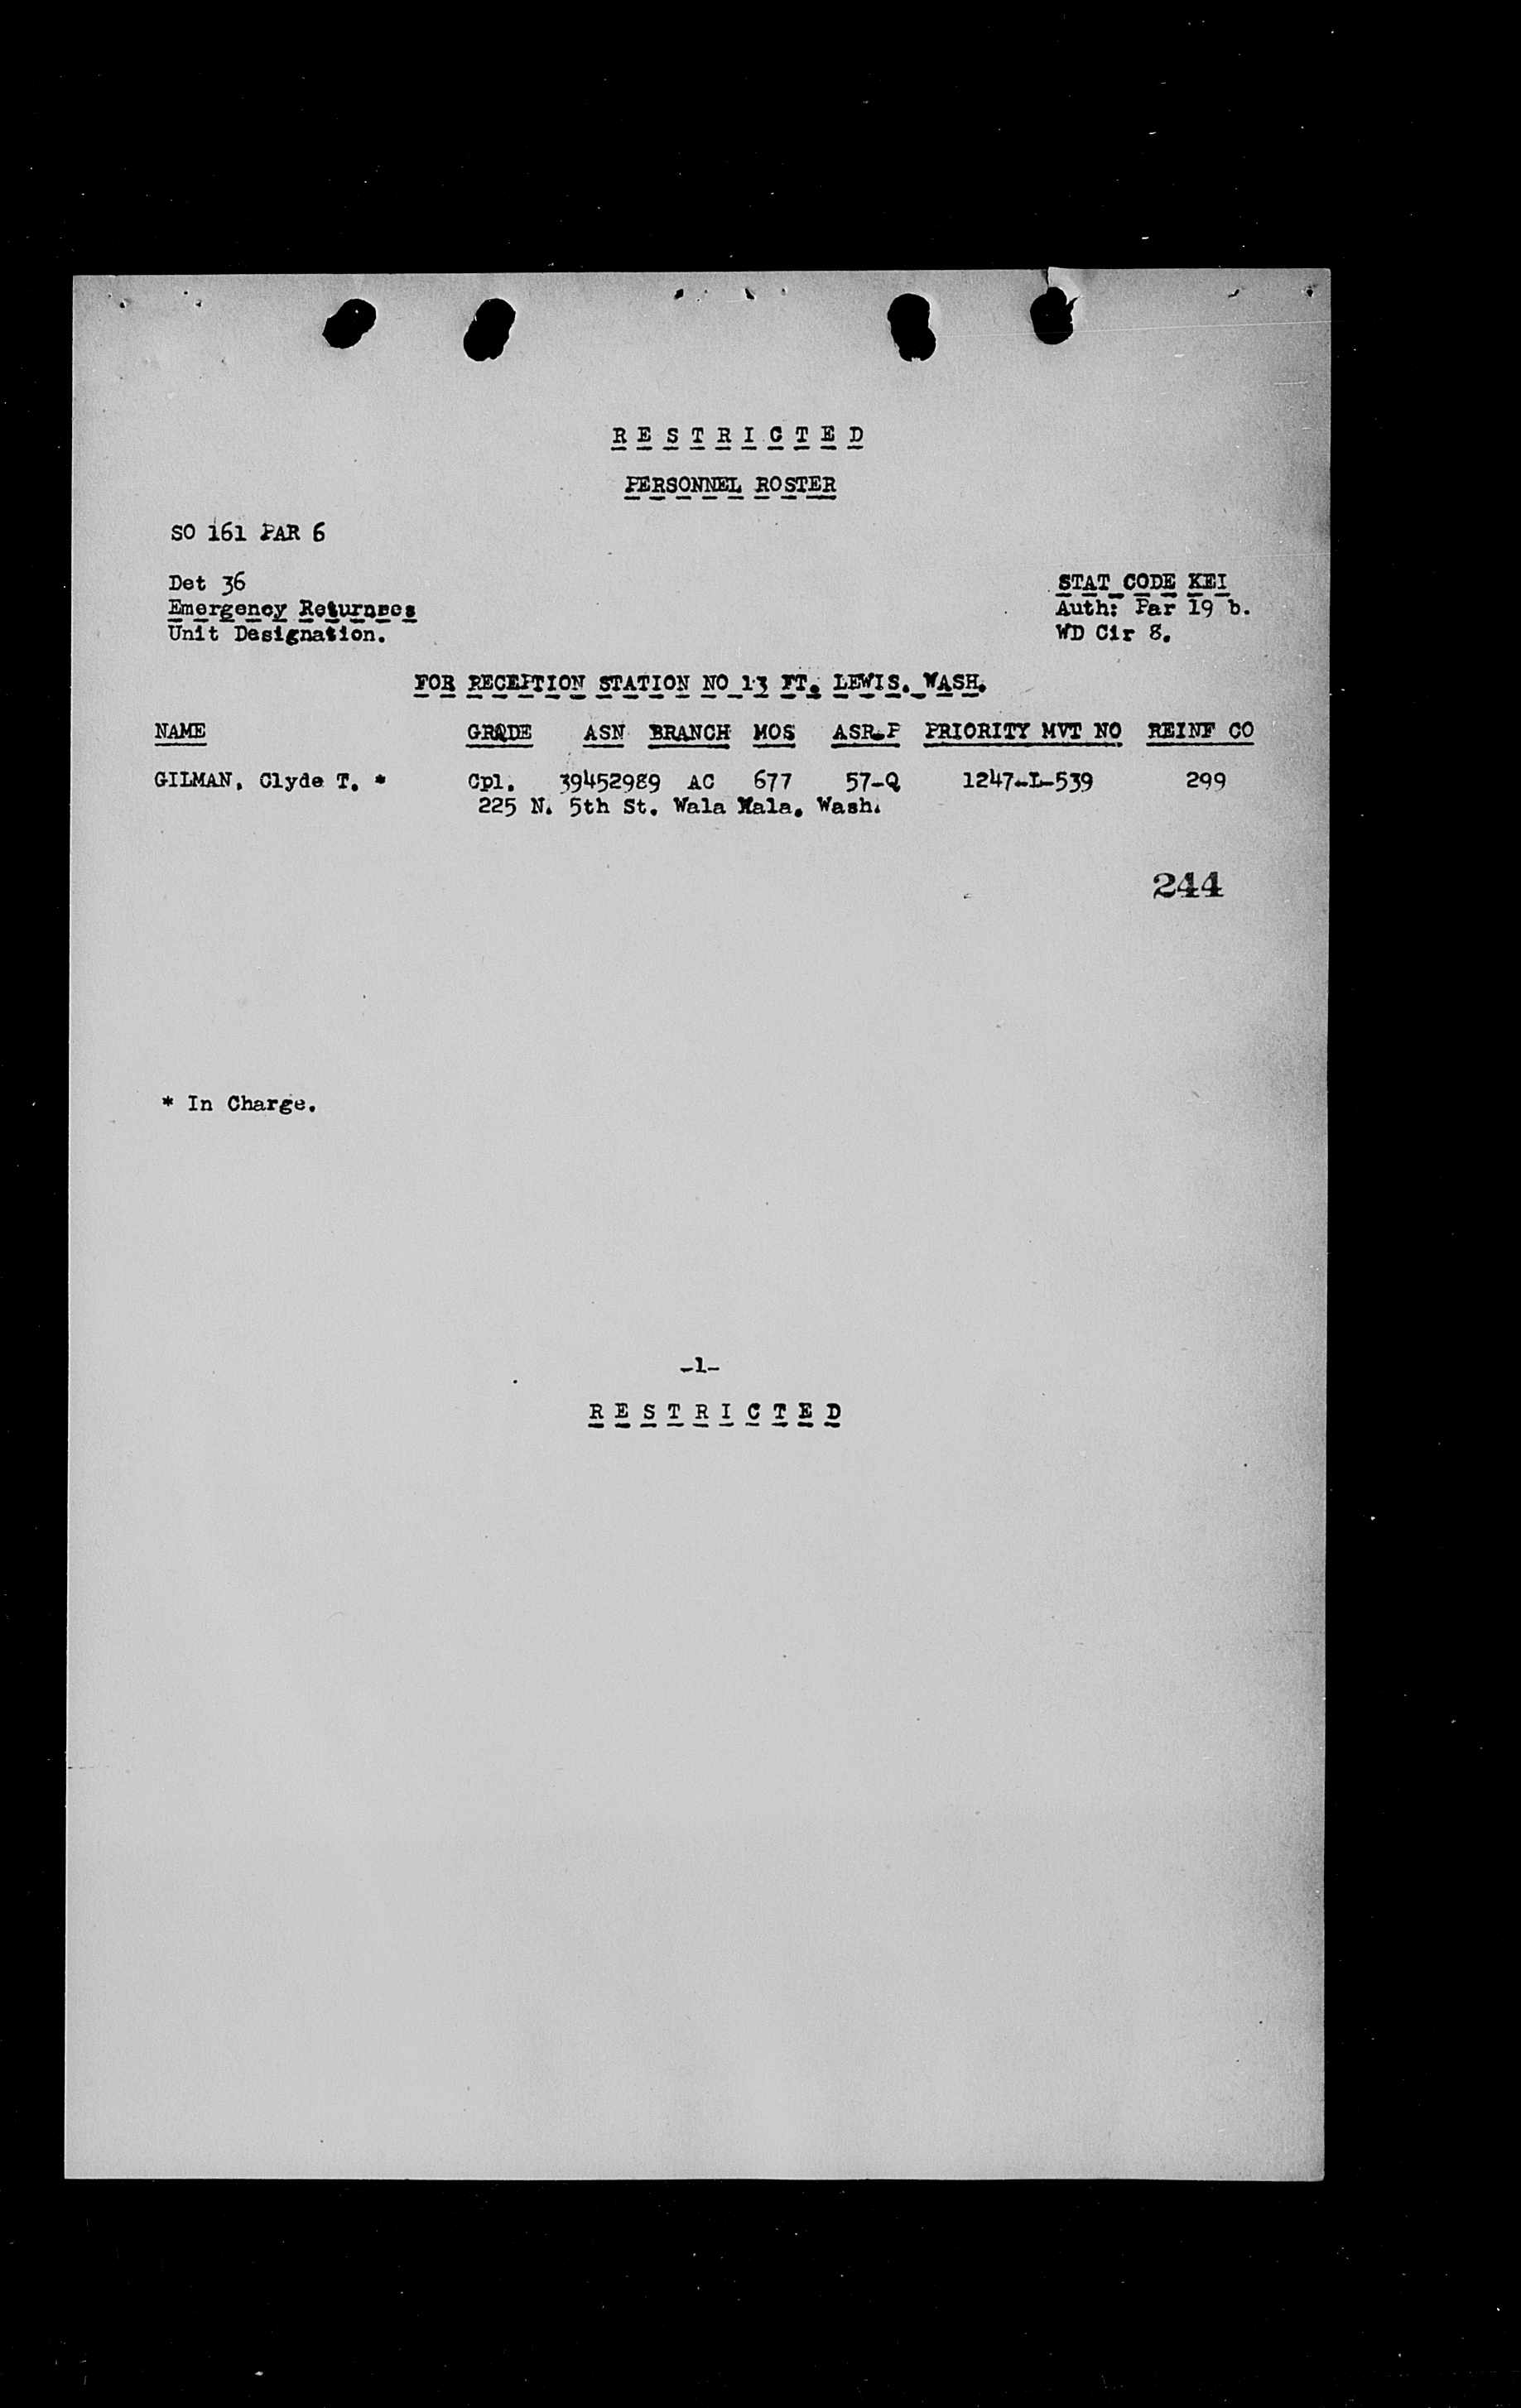 R E S T R I C T E D
PERSONNEL ROSTER
SO 161 PAR 6
Det 36
Emergency Returnees
Unit Designation.
STAT CODE KEI
Auth: Par 19 b.
WD Cir 8.
FOR RECEPTION STATION NO 13 FT. LEWIS. WASH.
NAME GRADE ASN BRANCH MOS ASR.P PRIORITY MVT NO REINF CO
GILMAN, Clyde T. * Cpl. 39452989 AC 677 57-Q 1247-L-539 299
225 N. 5th St. Wala Wala. Wash.
244
* In Charge.
-1-
R E S T R I C T E D